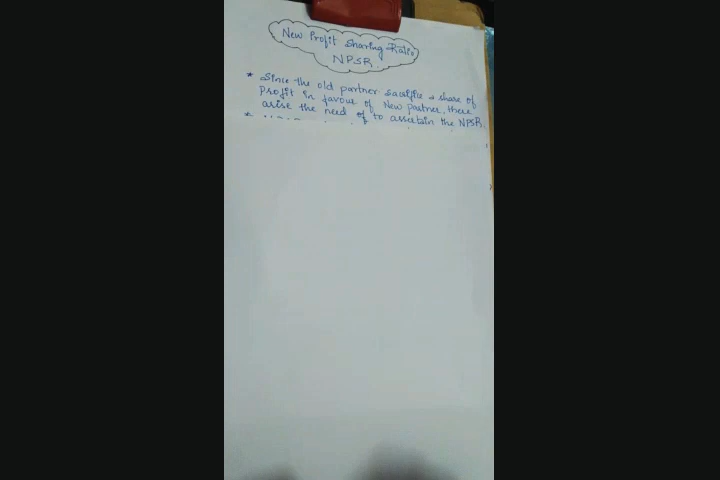 New Profit Sharing Ratio
NPSR
* Since the old partner sacrifice a share of
profit in favour of New partner, there
arise the need of to ascertain the NPSR.
*